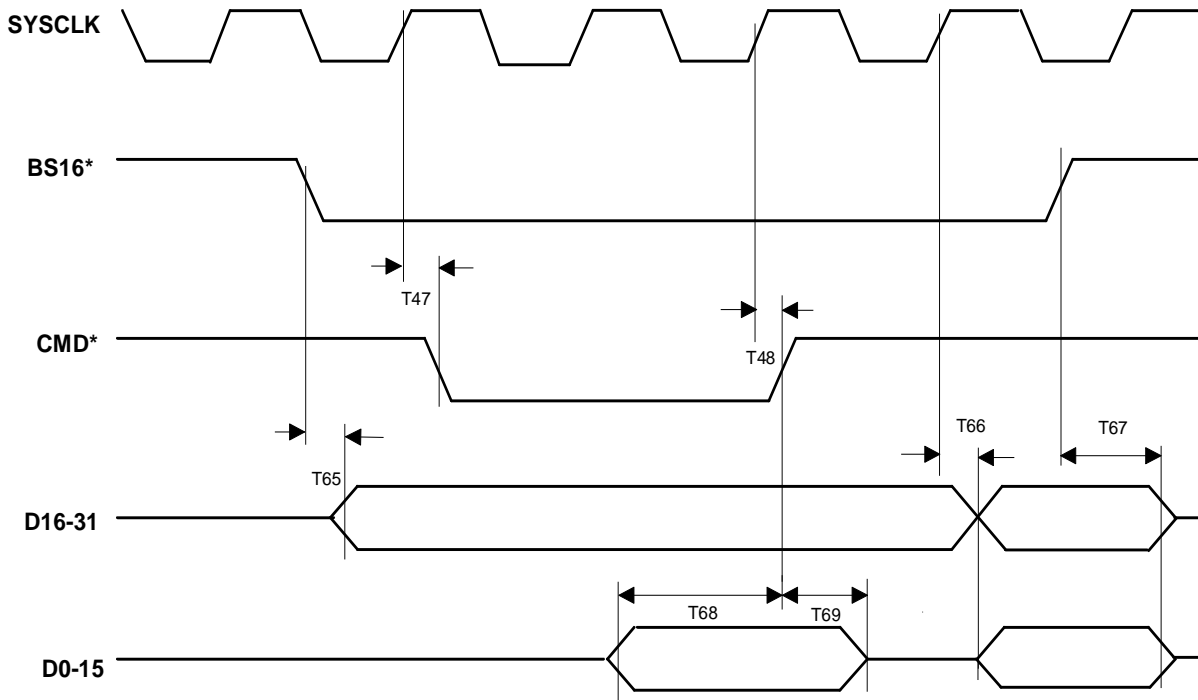 SYSCLK
BS16*
T47
CMD*
T48
T66
T67
T65
D16-31
T68
T69
D0-15